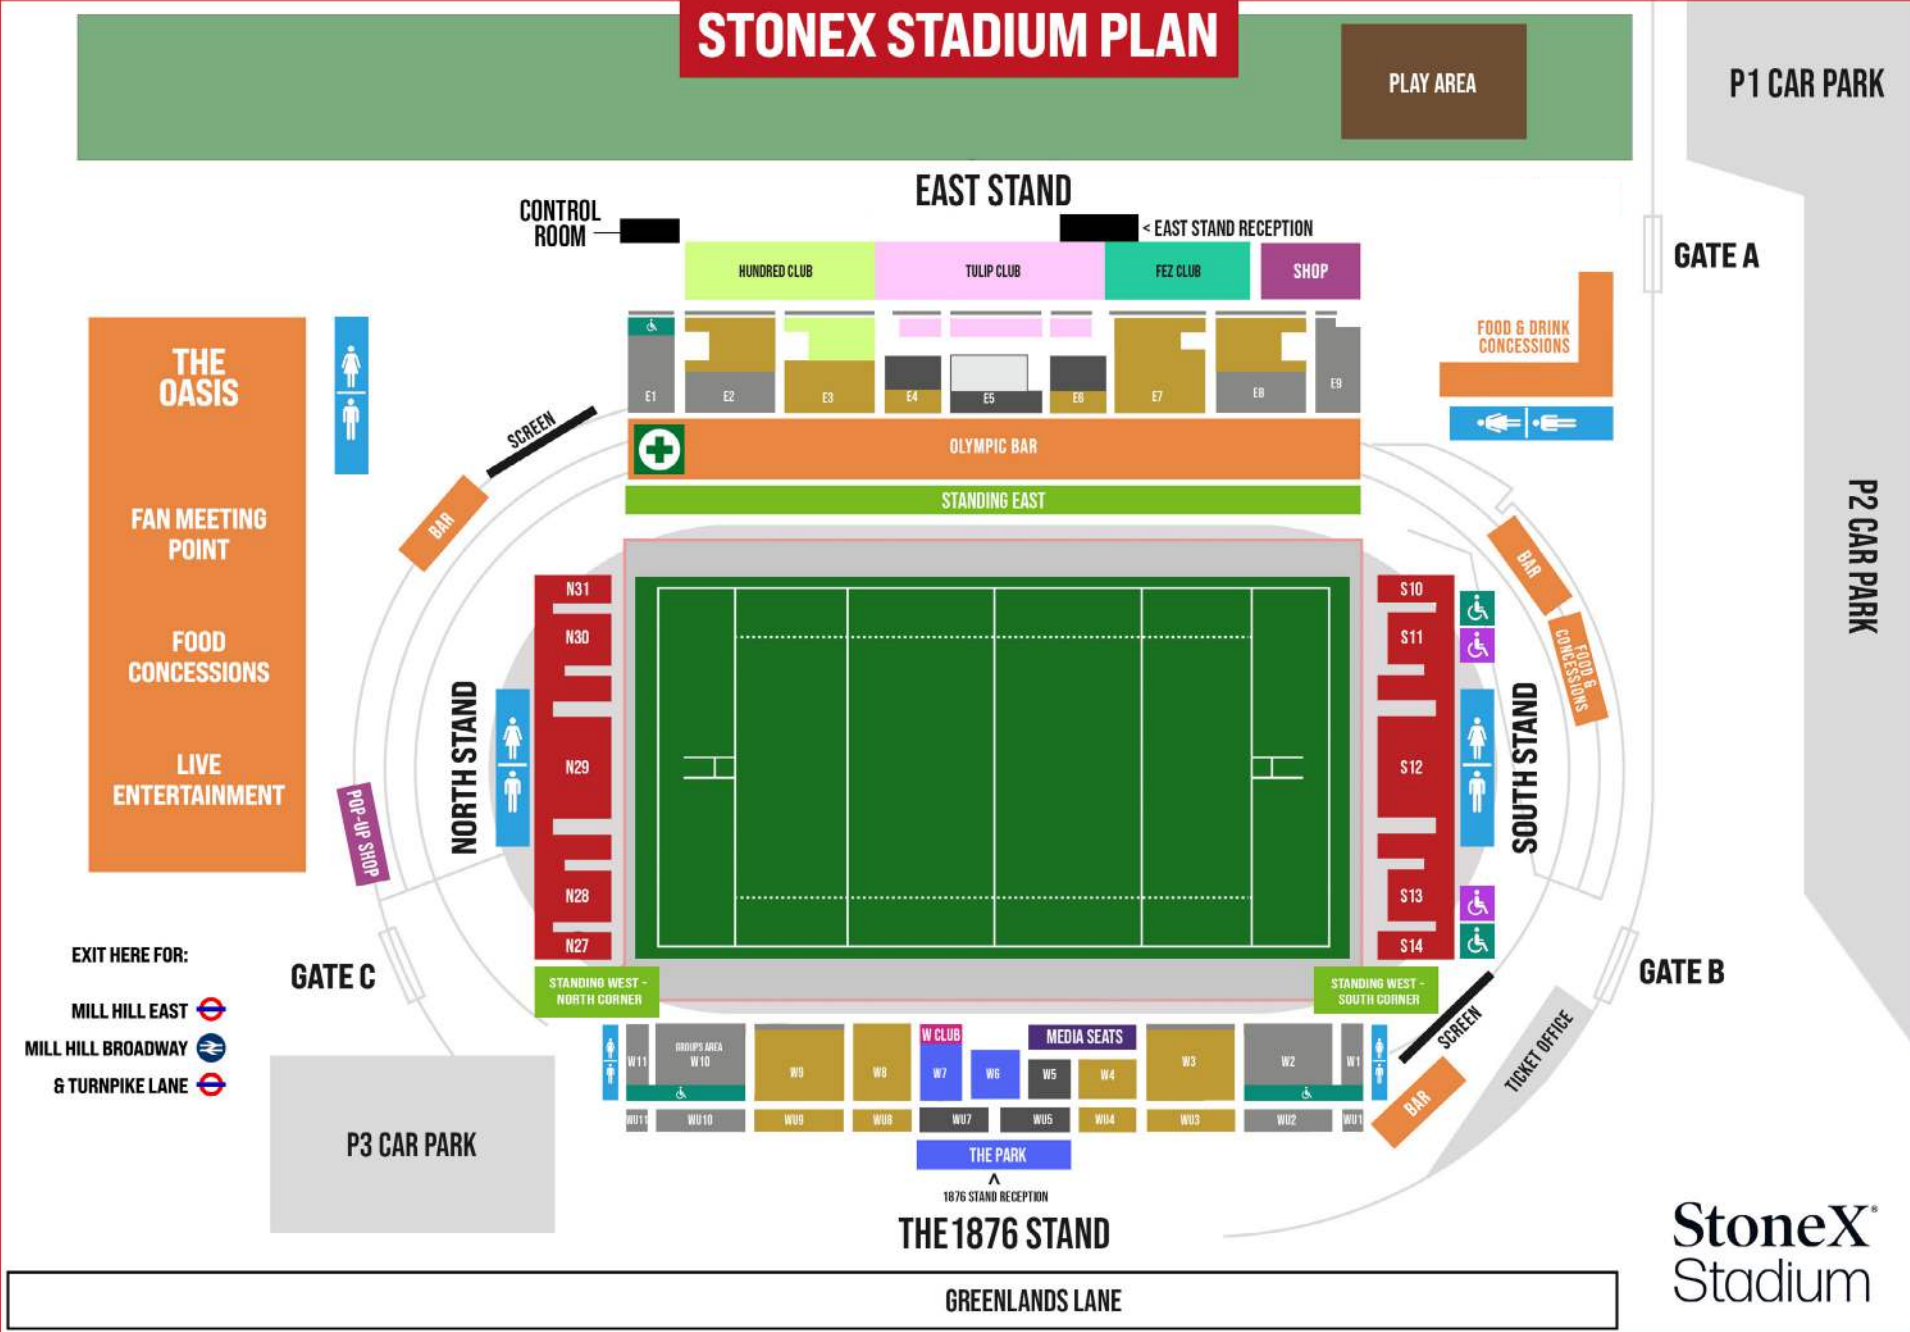 STONEX STADIUM PLAN
PLAY AREA
P1 CAR PARK
EAST STAND
CONTROL
ROOM
< EAST STAND RECEPTION
GATE A
HUNDRED CLUB
TULIP CLUB
FEZ CLUB
SHOP
FOOD & DRINK
CONCESSIONS
THE
OASIS
FAN MEETING
POINT
FOOD
CONCESSIONS
LIVE
ENTERTAINMENT
E1
E2
E3
E4
E5
E6
E7
E8
E9
SCREEN
BAR
OLYMPIC BAR
STANDING EAST
BAR
FOOD &
CONCESSIONS
P2 CAR PARK
N31
N30
N29
N28
N27
NORTH STAND
S10
S11
S12
S13
S14
SOUTH STAND
POP-UP SHOP
EXIT HERE FOR:
MILL HILL EAST
MILL HILL BROADWAY
& TURNPIKE LANE
GATE C
GATE B
STANDING WEST -
NORTH CORNER
STANDING WEST -
SOUTH CORNER
SCREEN
TICKET OFFICE
BAR
W11
GROUPS AREA
W10
W9
W8
W CLUB
W7
W6
MEDIA SEATS
W5
W4
W3
W2
W1
WU11
WU10
WU9
WU8
WU7
WU5
WU4
WU3
WU2
WU1
THE PARK
^
1876 STAND RECEPTION
THE 1876 STAND
P3 CAR PARK
GREENLANDS LANE
StoneX®
Stadium